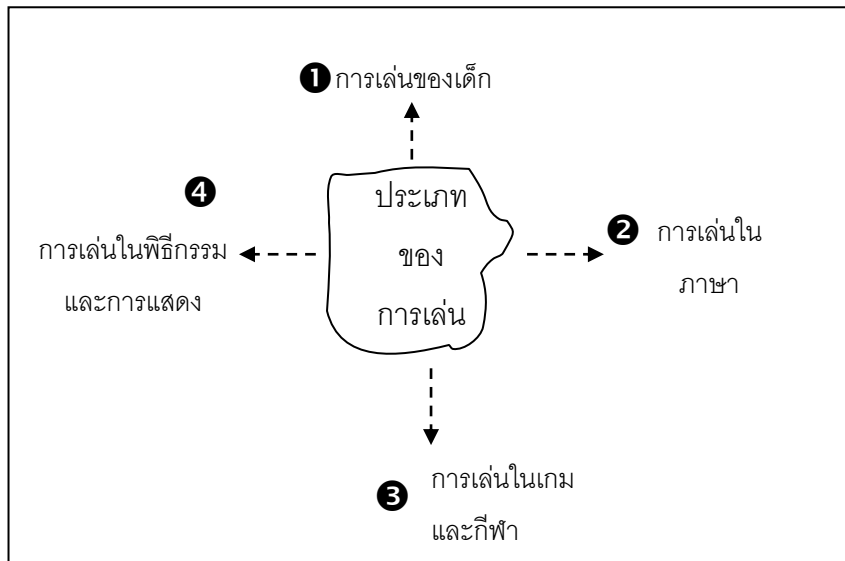 ❶ การเล่นของเด็ก
ประเภท
ของ
การเล่น
❷ การเล่นใน
ภาษา
❸ การเล่นในเกม
และกีฬา
❹
การเล่นในพิธีกรรม
และการแสดง